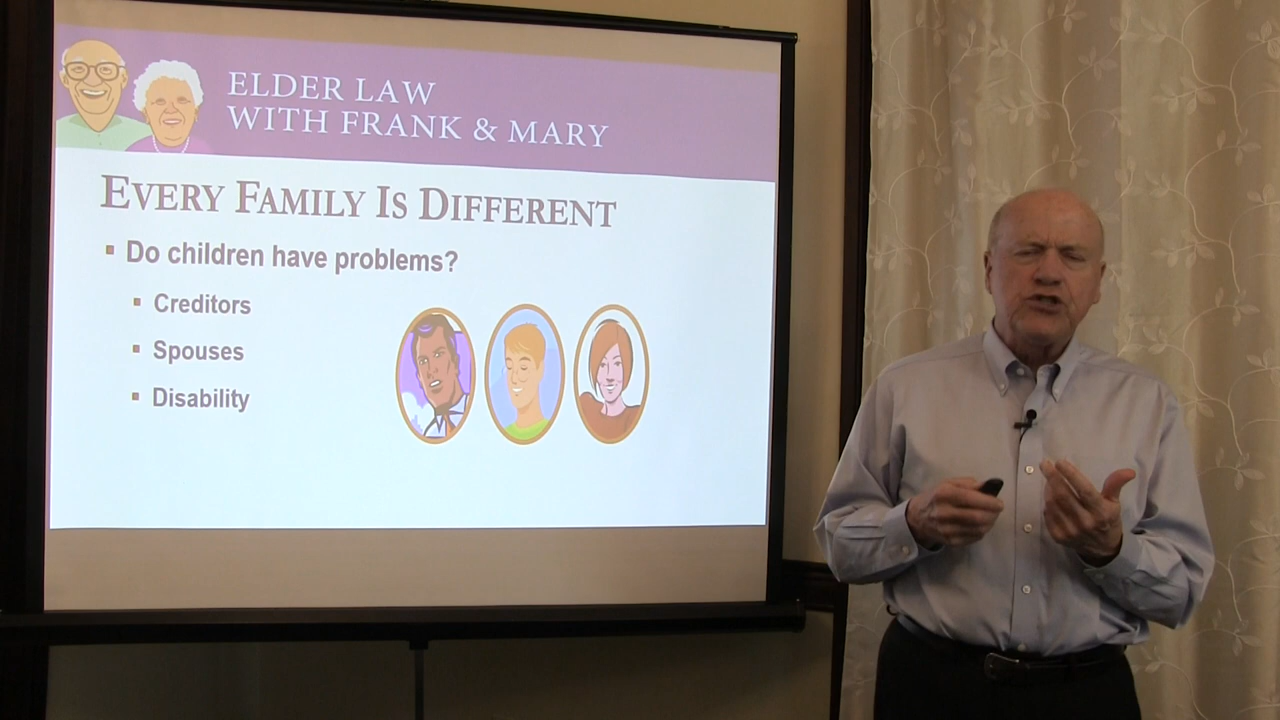 ELDER LAW
WITH FRANK & MARY
EVERY FAMILY IS DIFFERENT
▪ Do children have problems?
▪ Creditors
▪ Spouses
▪ Disability